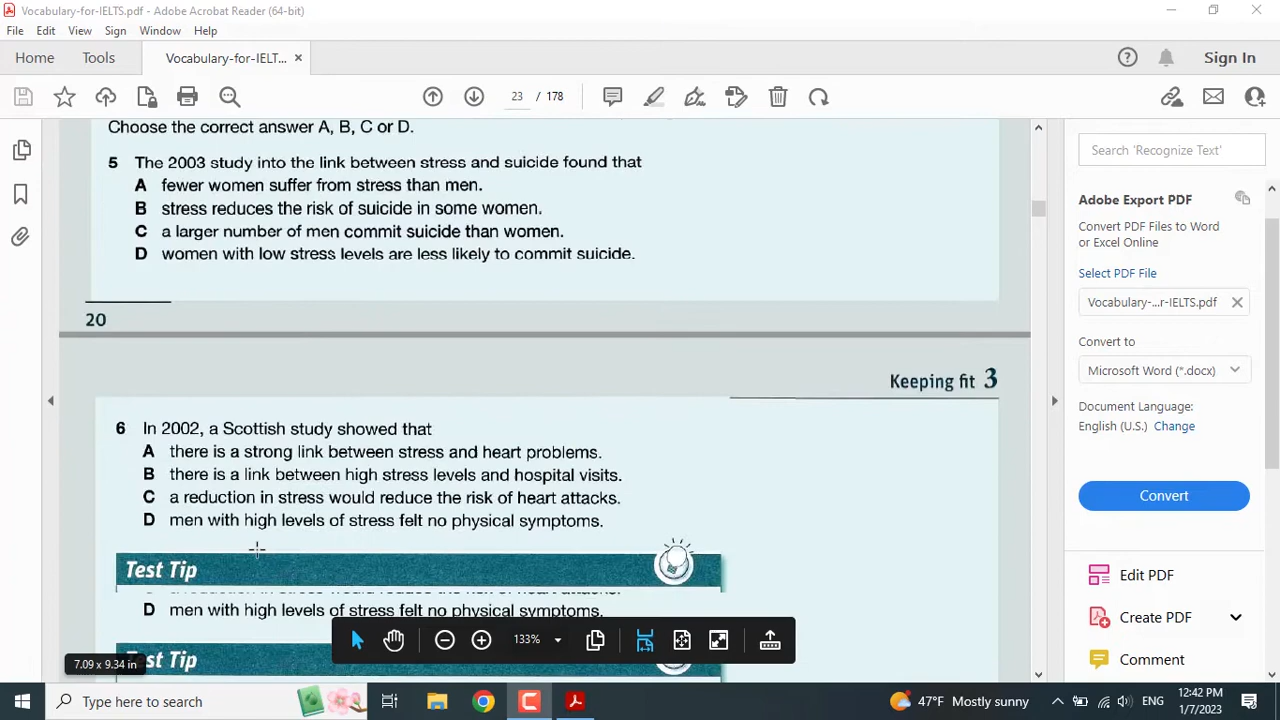 Vocabulary-for-IELTS.pdf - Adobe Acrobat Reader (64-bit)
File Edit View Sign Window Help
Home Tools Vocabulary-for-IELT... × Sign In
23 / 178
Choose the correct answer A, B, C or D.
5 The 2003 study into the link between stress and suicide found that
A fewer women suffer from stress than men.
B stress reduces the risk of suicide in some women.
C a larger number of men commit suicide than women.
D women with low stress levels are less likely to commit suicide.
20
Keeping fit 3
6 In 2002, a Scottish study showed that
A there is a strong link between stress and heart problems.
B there is a link between high stress levels and hospital visits.
C a reduction in stress would reduce the risk of heart attacks.
D men with high levels of stress felt no physical symptoms.
Test Tip
a reduction in stress would reduce the risk of heart attacks.
D men with high levels of stress felt no physical symptoms.
Test Tip
133%
7.09 x 9.34 in
Search 'Recognize Text'
Adobe Export PDF
Convert PDF Files to Word
or Excel Online
Select PDF File
Vocabulary-...r-IELTS.pdf
Convert to
Microsoft Word (*.docx)
Document Language:
English (U.S.) Change
Convert
Edit PDF
Create PDF
Comment
Type here to search
47°F Mostly sunny
ENG
12:42 PM
1/7/2023